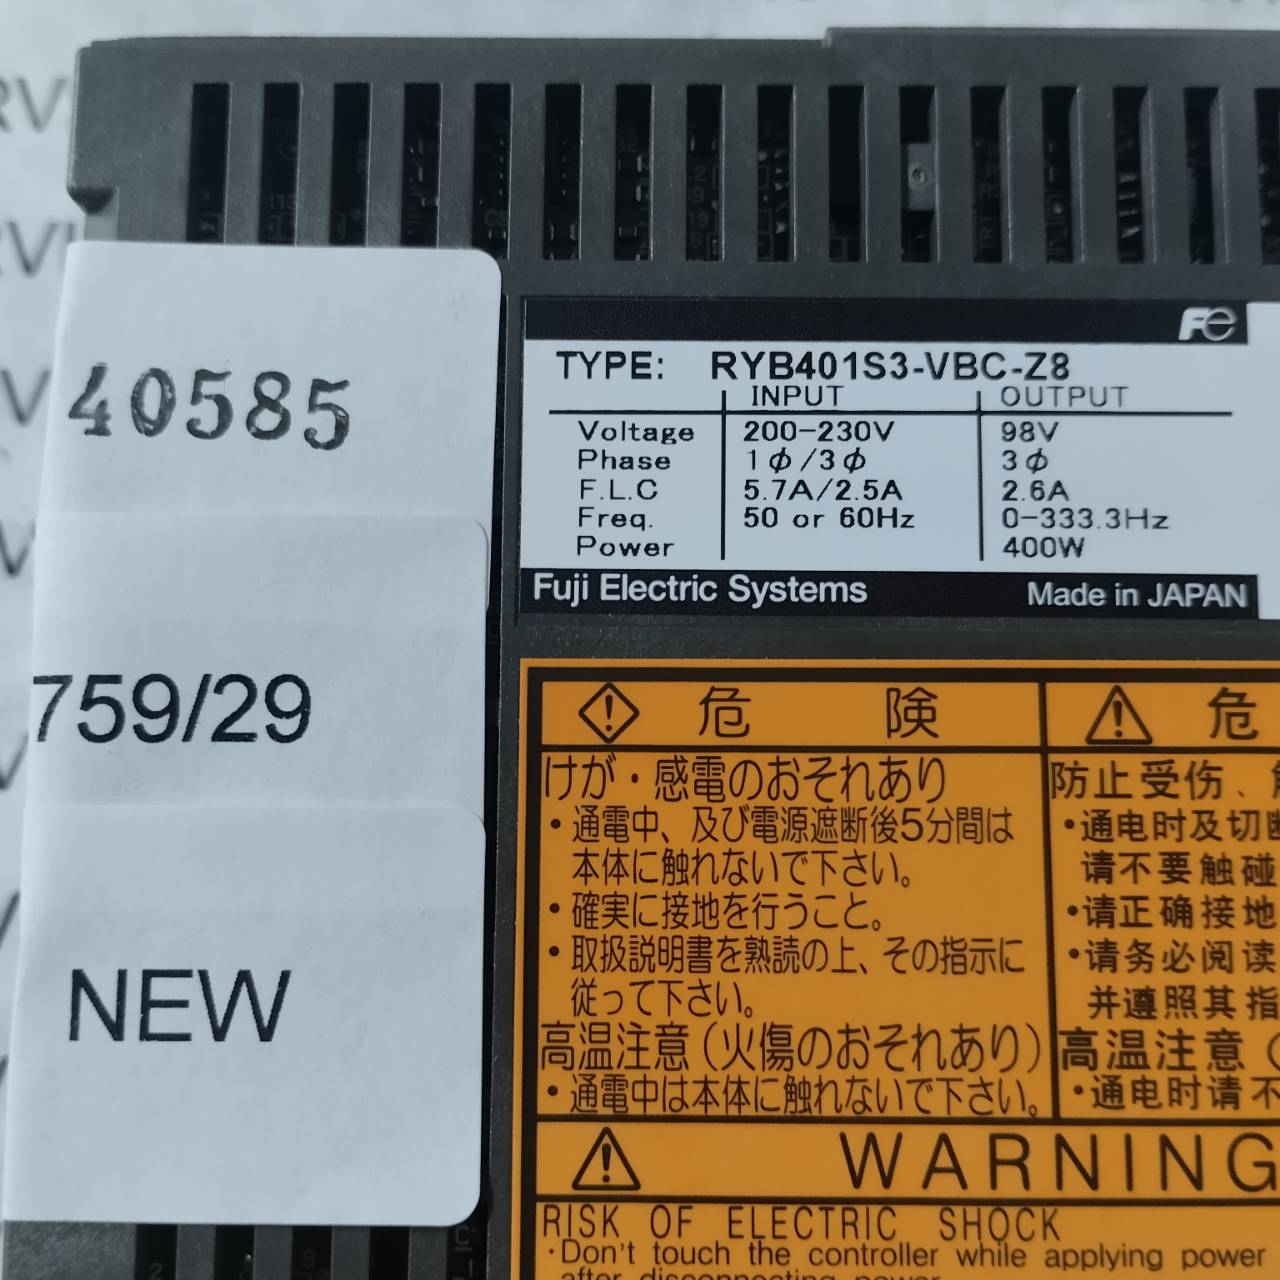 40585
759/29
NEW
Fe
TYPE: RYB401S3-VBC-Z8
INPUT OUTPUT
Voltage 200-230V 98V
Phase 1ϕ/3ϕ 3ϕ
F.L.C 5.7A/2.5A 2.6A
Freq. 50 or 60Hz 0-333.3Hz
Power 400W
Fuji Electric Systems Made in JAPAN
危 険
けが・感電のおそれあり
・通電中、及び電源遮断後5分間は
本体に触れないで下さい。
・確実に接地を行うこと。
・取扱説明書を熟読の上、その指示に
従って下さい。
高温注意（火傷のおそれあり）
・通電中は本体に触れないで下さい。
危
防止受伤、
・通电时及切断
请不要触碰
・请正确接地
・请务必阅读
并遵照其指
高温注意（
・通电时请不
WARNING
RISK OF ELECTRIC SHOCK
·Don't touch the controller while applying power
after disconnecting power